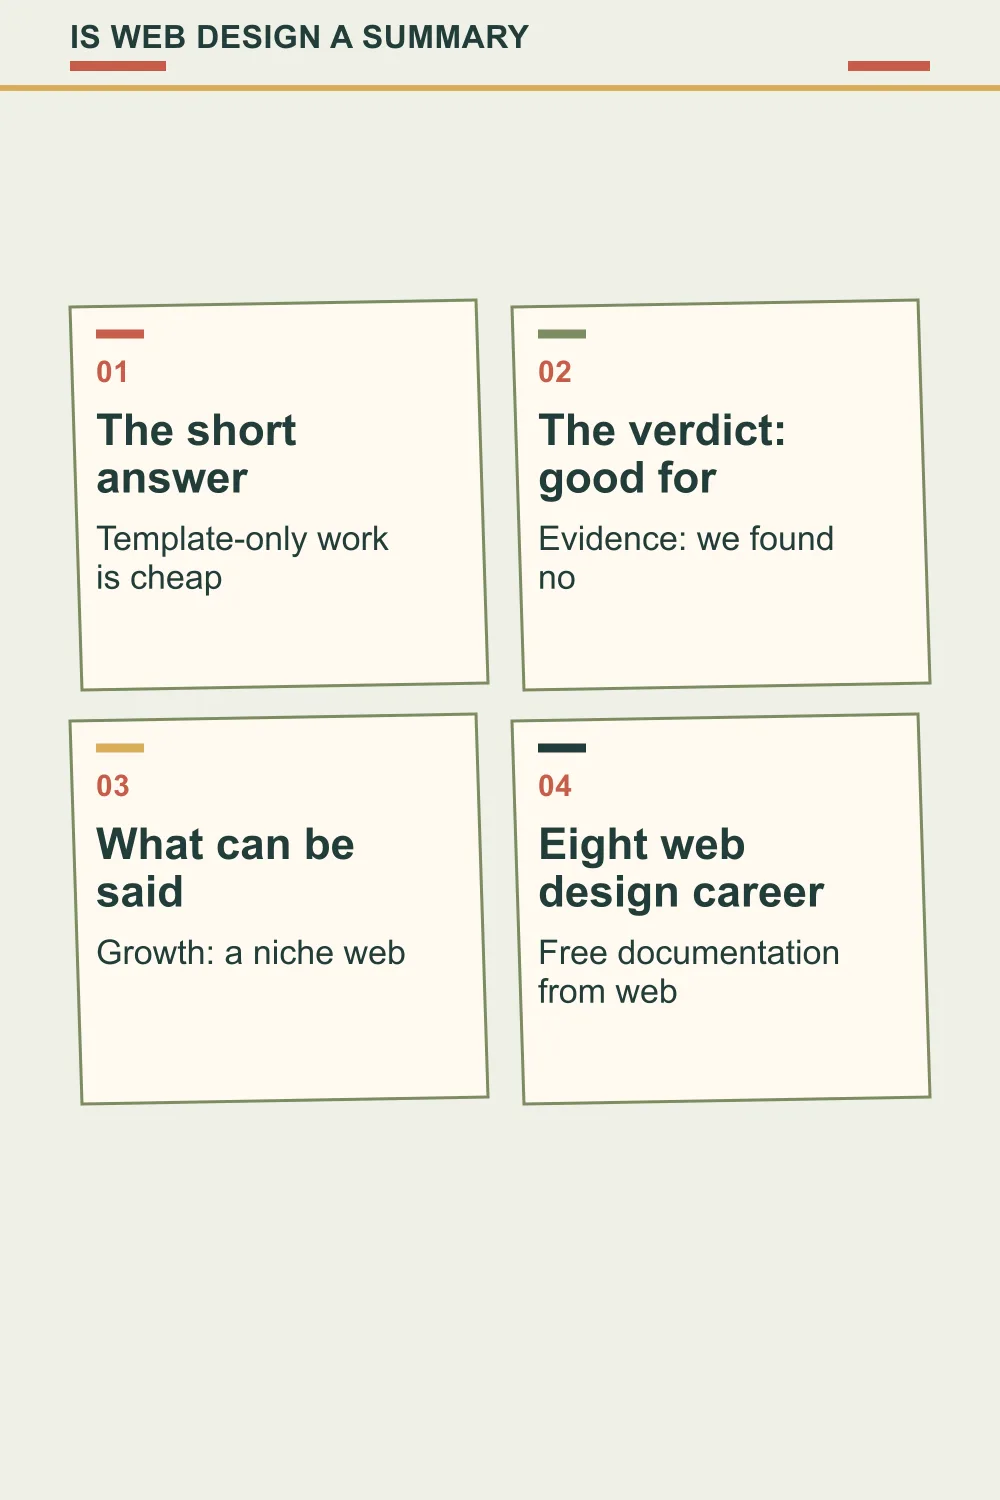 IS WEB DESIGN A SUMMARY
01
The short
answer
Template-only work
is cheap
02
The verdict:
good for
Evidence: we found
no
03
What can be
said
Growth: a niche web
04
Eight web
design career
Free documentation
from web